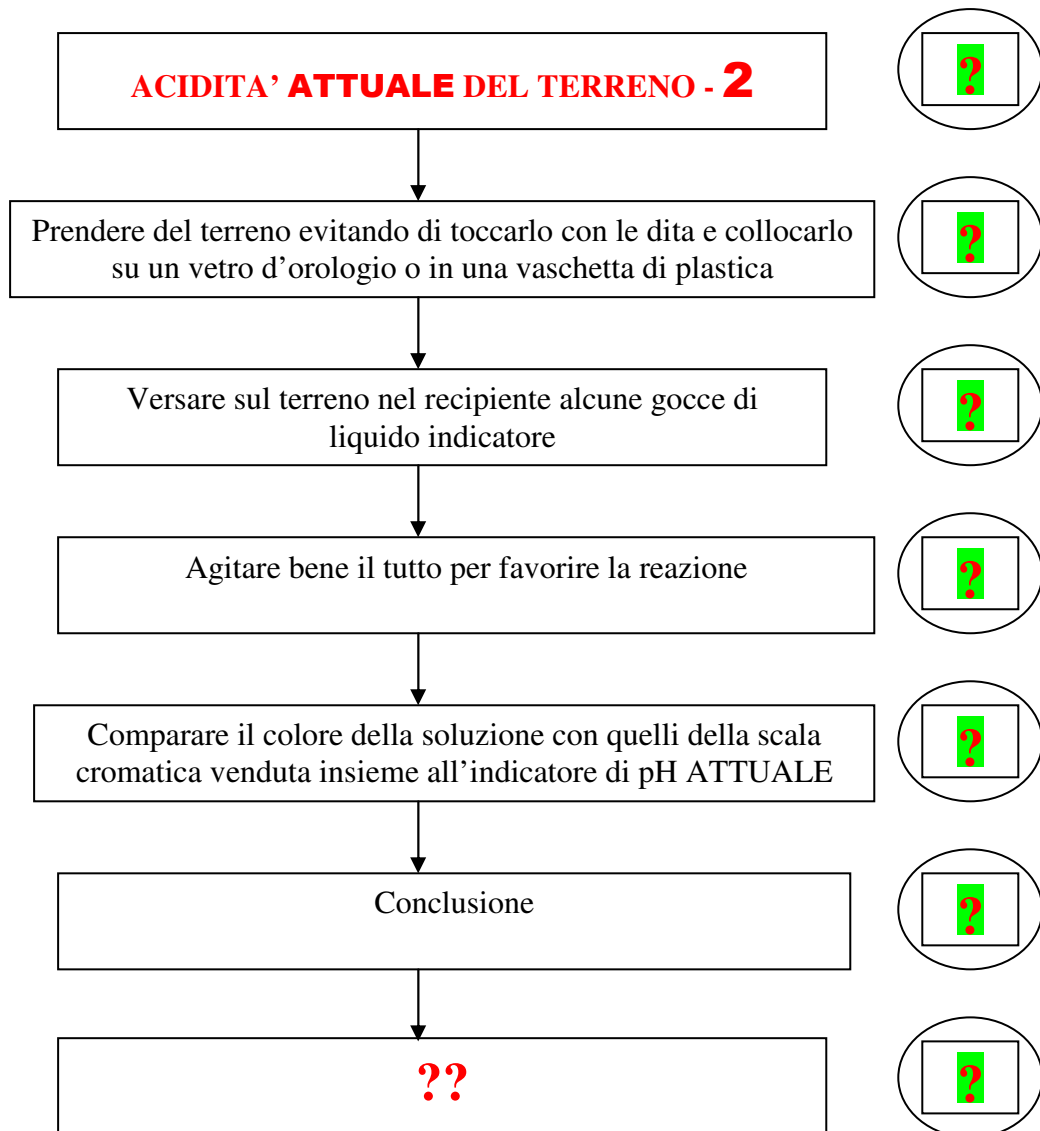 ACIDITA’ ATTUALE DEL TERRENO - 2
?
Prendere del terreno evitando di toccarlo con le dita e collocarlo
su un vetro d’orologio o in una vaschetta di plastica
?
Versare sul terreno nel recipiente alcune gocce di
liquido indicatore
?
Agitare bene il tutto per favorire la reazione
?
Comparare il colore della soluzione con quelli della scala
cromatica venduta insieme all’indicatore di pH ATTUALE
?
Conclusione
?
??
?